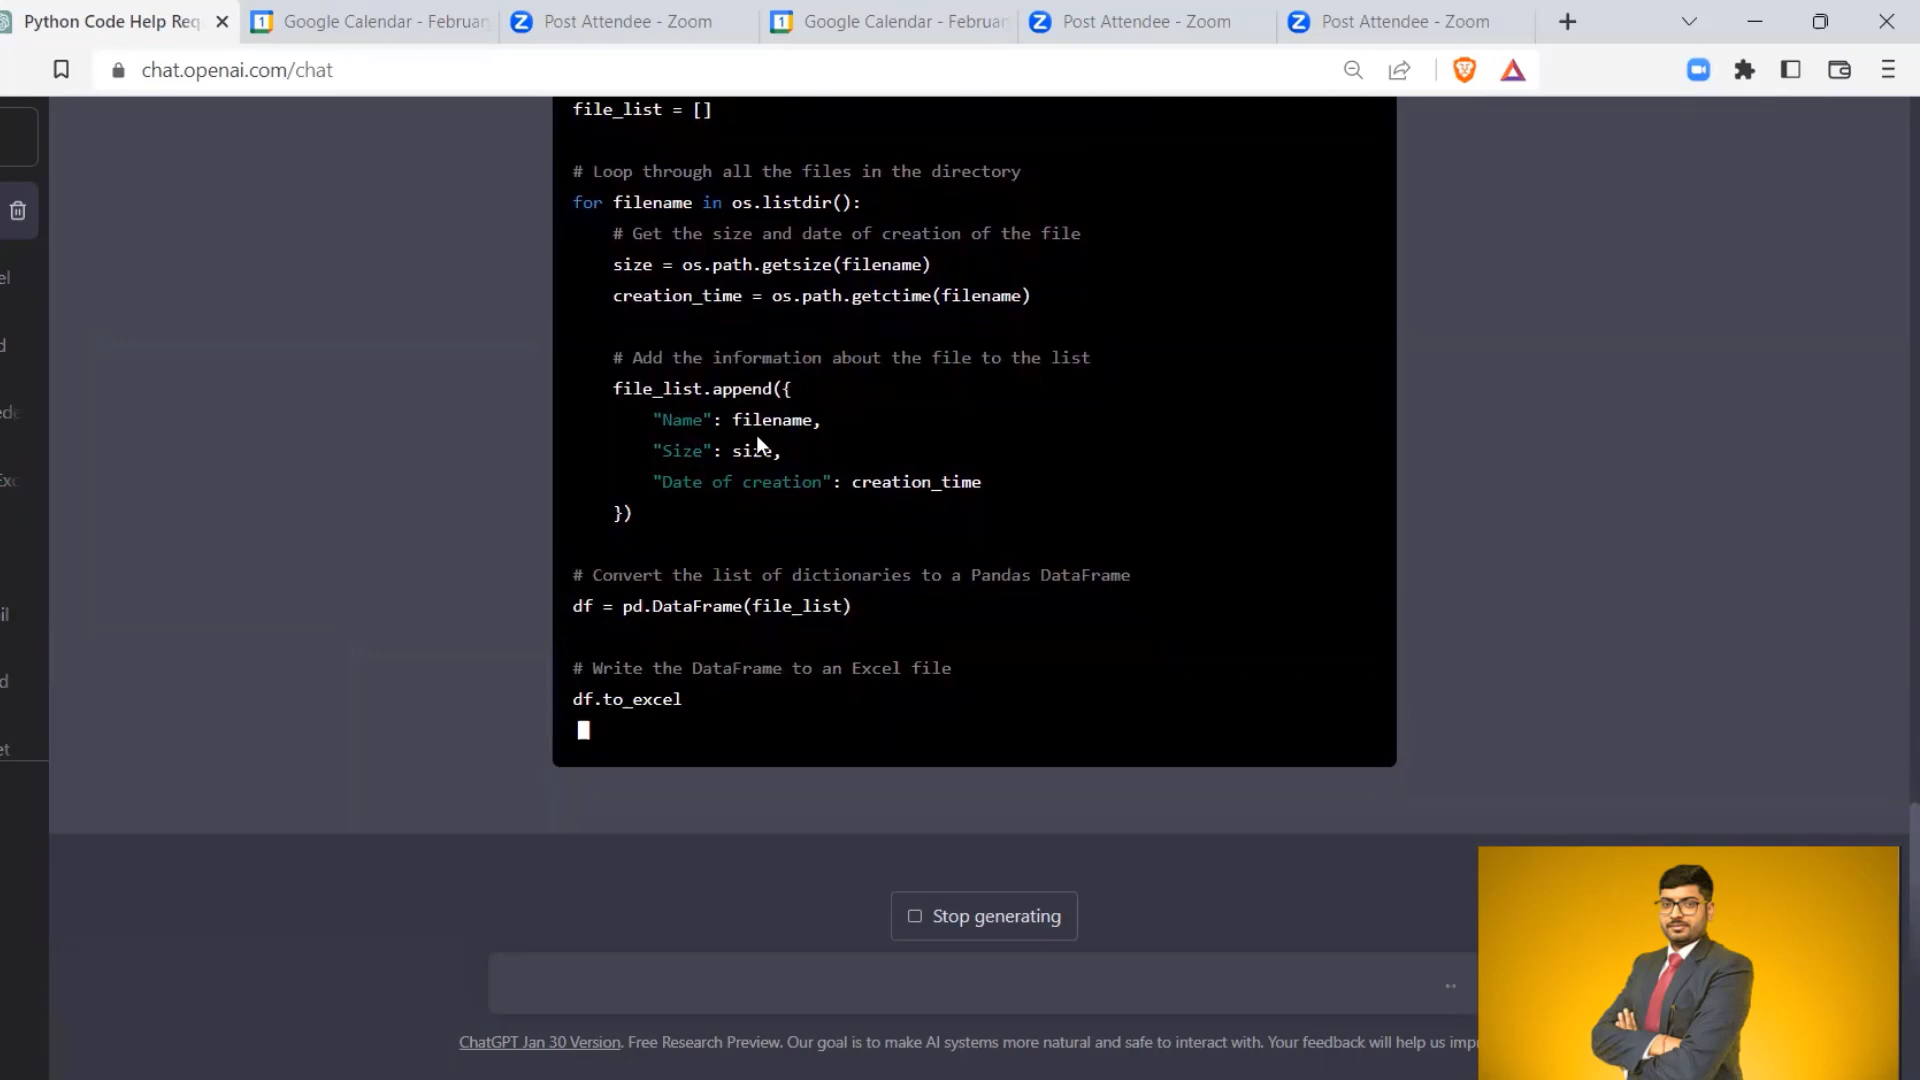 Python Code Help Req
Google Calendar - Februar
Post Attendee - Zoom
Google Calendar - Februar
Post Attendee - Zoom
Post Attendee - Zoom
chat.openai.com/chat
file_list = []
# Loop through all the files in the directory
for filename in os.listdir():
# Get the size and date of creation of the file
size = os.path.getsize(filename)
creation_time = os.path.getctime(filename)
# Add the information about the file to the list
file_list.append({
"Name": filename,
"Size": size,
"Date of creation": creation_time
})
# Convert the list of dictionaries to a Pandas DataFrame
df = pd.DataFrame(file_list)
# Write the DataFrame to an Excel file
df.to_excel
Stop generating
ChatGPT Jan 30 Version. Free Research Preview. Our goal is to make AI systems more natural and safe to interact with. Your feedback will help us imp